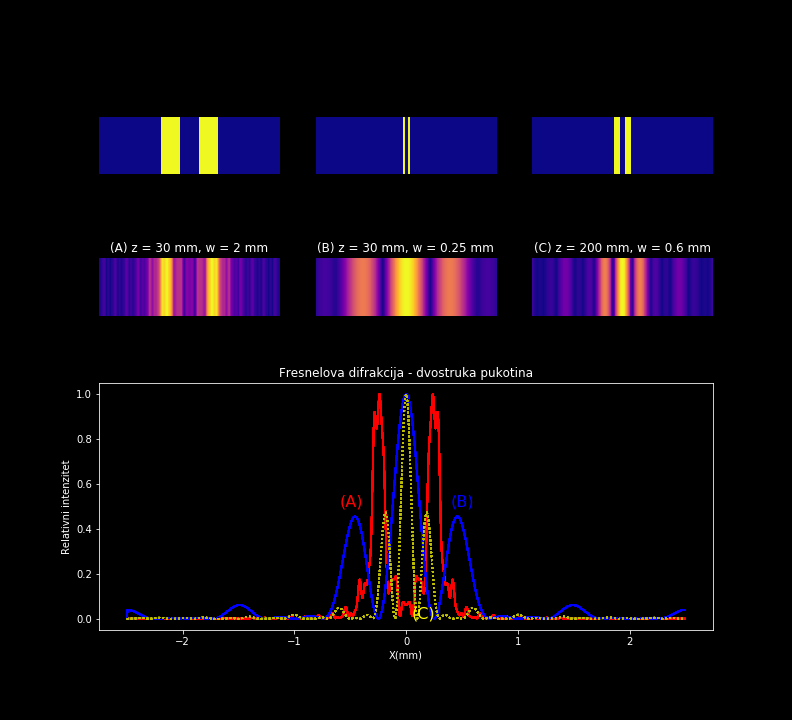 (A) z = 30 mm, w = 2 mm
(B) z = 30 mm, w = 0.25 mm
(C) z = 200 mm, w = 0.6 mm
Fresnelova difrakcija - dvostruka pukotina
1.0
0.8
0.6
0.4
0.2
0.0
Relativni intenzitet
(A)
(B)
(C)
−2
−1
0
1
2
X(mm)